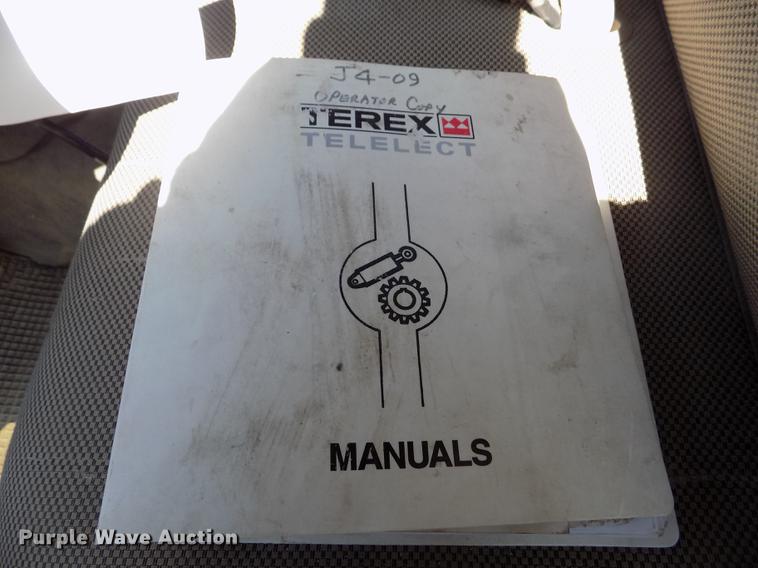 J4-09
OPERATOR COPY
TEREX
TELELECT
MANUALS
Purple Wave Auction